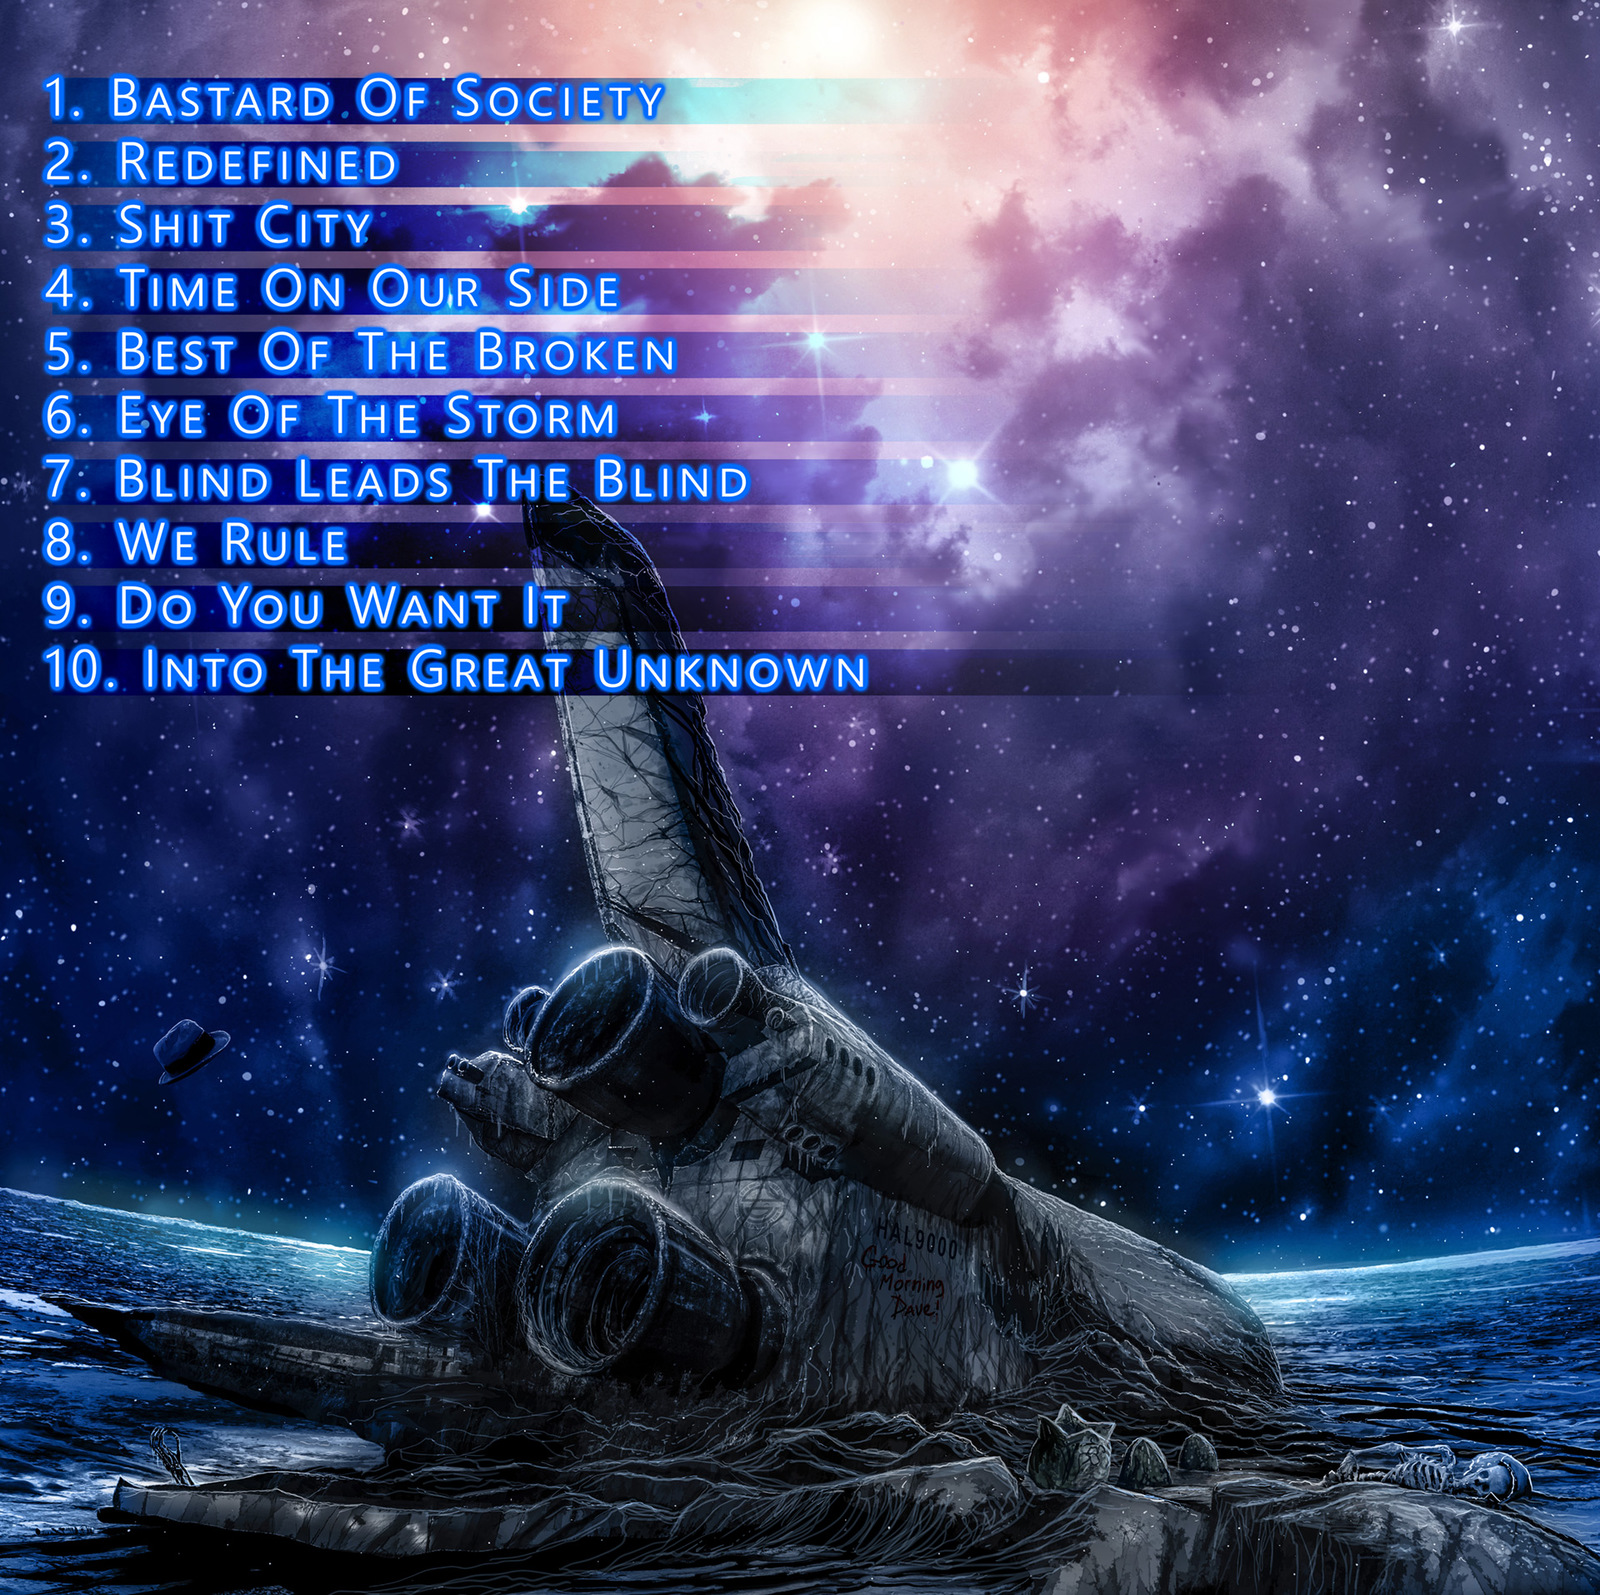 1. Bastard Of Society
2. Redefined
3. Shit City
4. Time On Our Side
5. Best Of The Broken
6. Eye Of The Storm
7. Blind Leads The Blind
8. We Rule
9. Do You Want It
10. Into The Great Unknown
HAL9000
Good
Morning
Dave!